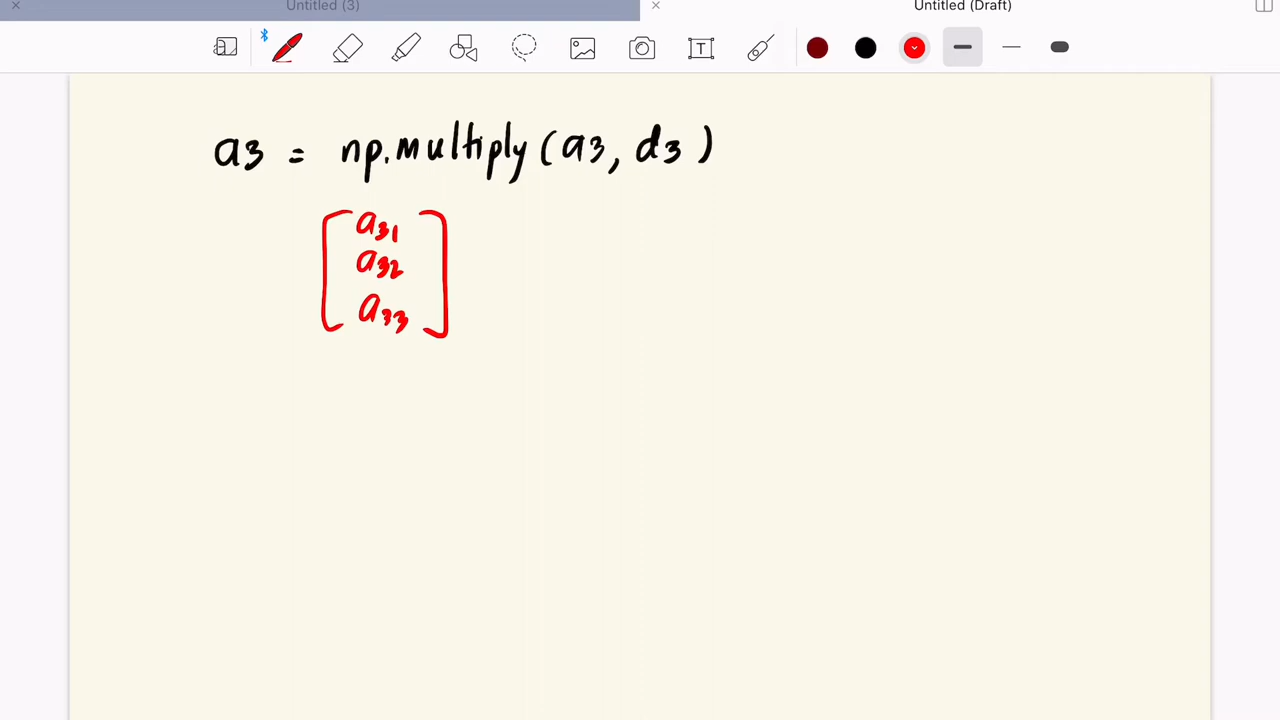 Untitled (3)
Untitled (Draft)
T
a3 = np.multiply(a3, d3)
a31
a32
a33